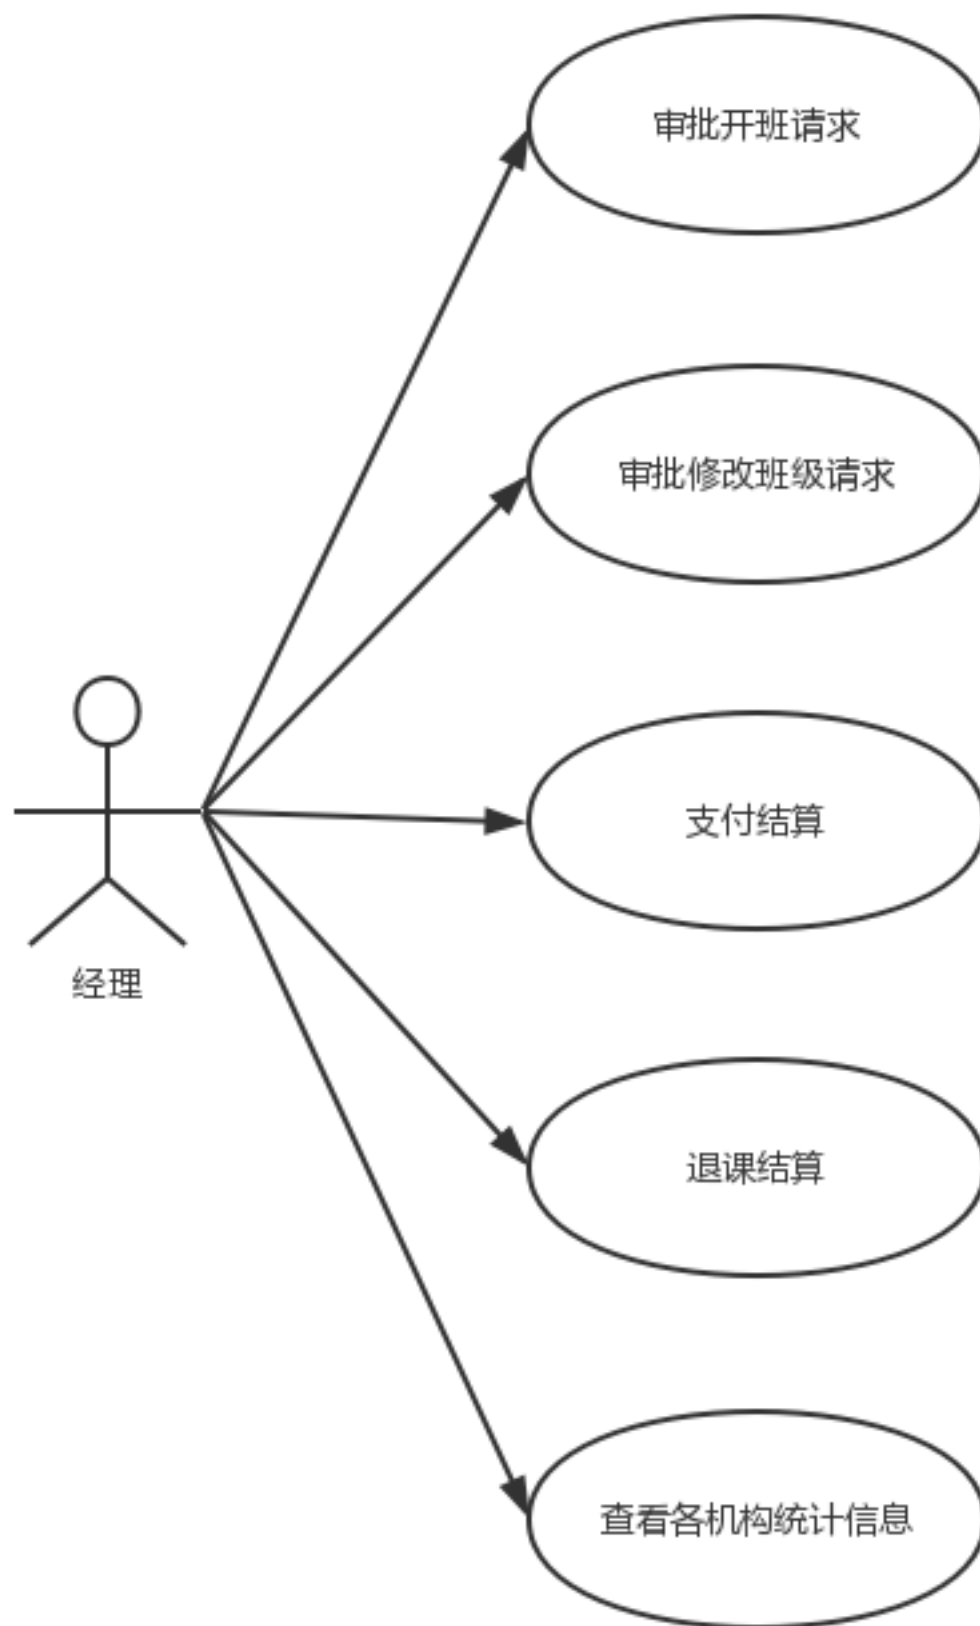 审批开班请求
审批修改班级请求
支付结算
经理
退课结算
查看各机构统计信息